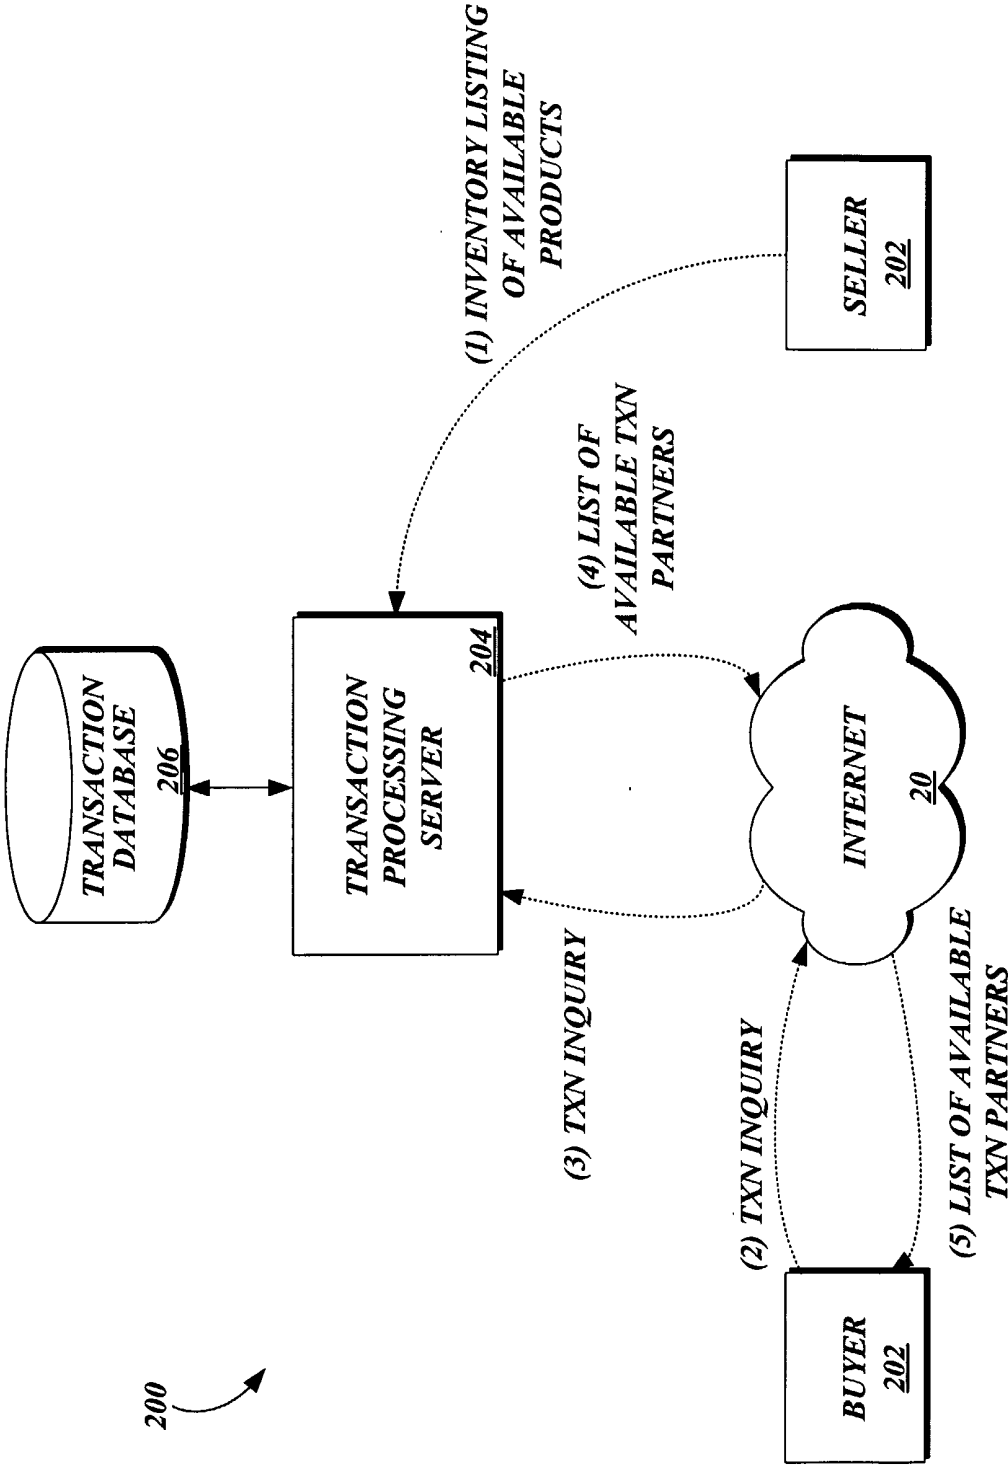 200
TRANSACTION
DATABASE
206
TRANSACTION
PROCESSING
SERVER
204
(1) INVENTORY LISTING
OF AVAILABLE
PRODUCTS
(3) TXN INQUIRY
(4) LIST OF
AVAILABLE TXN
PARTNERS
(2) TXN INQUIRY
BUYER
202
INTERNET
20
SELLER
202
(5) LIST OF AVAILABLE
TXN PARTNERS